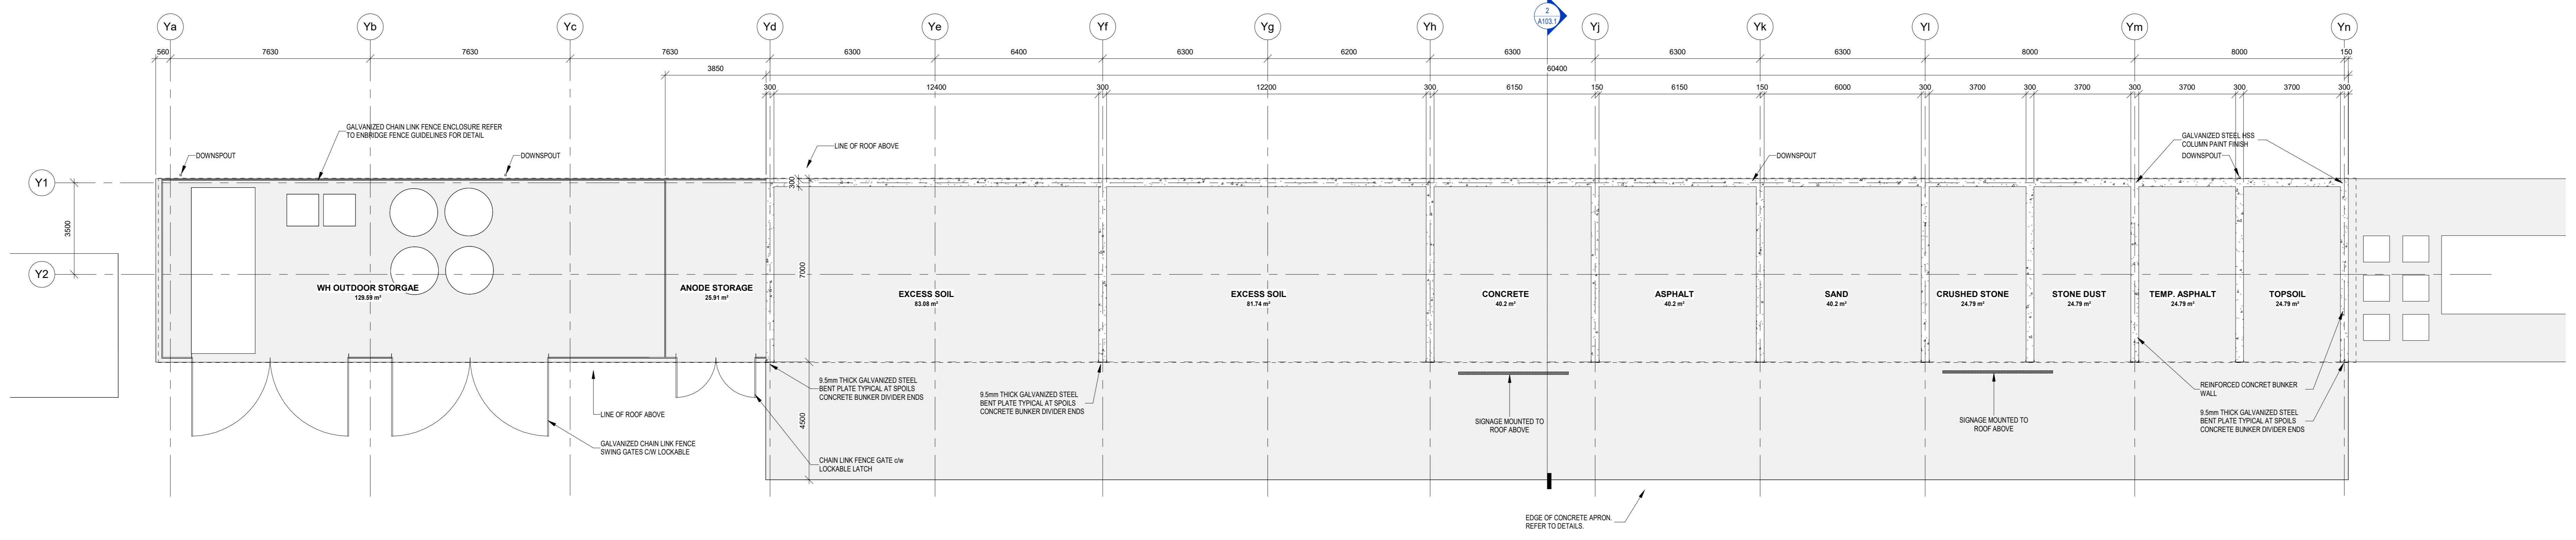 Ya Yb Yc Yd Ye Yf Yg Yh Yj Yk Yl Ym Yn
2
A103.1
560 7630 7630 7630 6300 6400 6300 6200 6300 6300 6300 8000 8000 150
3850 60400
300 12400 300 12200 300 6150 150 6150 150 6000 300 3700 300 3700 300 3700 300 3700 300
GALVANIZED CHAIN LINK FENCE ENCLOSURE REFER
TO ENBRIDGE FENCE GUIDELINES FOR DETAIL
DOWNSPOUT
DOWNSPOUT
LINE OF ROOF ABOVE
DOWNSPOUT
GALVANIZED STEEL HSS
COLUMN PAINT FINISH
DOWNSPOUT
Y1
300
3500
7000
Y2
WH OUTDOOR STORGAE
129.59 m²
ANODE STORAGE
25.91 m²
EXCESS SOIL
83.08 m²
EXCESS SOIL
81.74 m²
CONCRETE
40.2 m²
ASPHALT
40.2 m²
SAND
40.2 m²
CRUSHED STONE
24.79 m²
STONE DUST
24.79 m²
TEMP. ASPHALT
24.79 m²
TOPSOIL
24.79 m²
9.5mm THICK GALVANIZED STEEL
BENT PLATE TYPICAL AT SPOILS
CONCRETE BUNKER DIVIDER ENDS
9.5mm THICK GALVANIZED STEEL
BENT PLATE TYPICAL AT SPOILS
CONCRETE BUNKER DIVIDER ENDS
REINFORCED CONCRET BUNKER
WALL
LINE OF ROOF ABOVE
4500
SIGNAGE MOUNTED TO
ROOF ABOVE
SIGNAGE MOUNTED TO
ROOF ABOVE
9.5mm THICK GALVANIZED STEEL
BENT PLATE TYPICAL AT SPOILS
CONCRETE BUNKER DIVIDER ENDS
GALVANIZED CHAIN LINK FENCE
SWING GATES C/W LOCKABLE
CHAIN LINK FENCE GATE c/w
LOCKABLE LATCH
EDGE OF CONCRETE APRON.
REFER TO DETAILS.